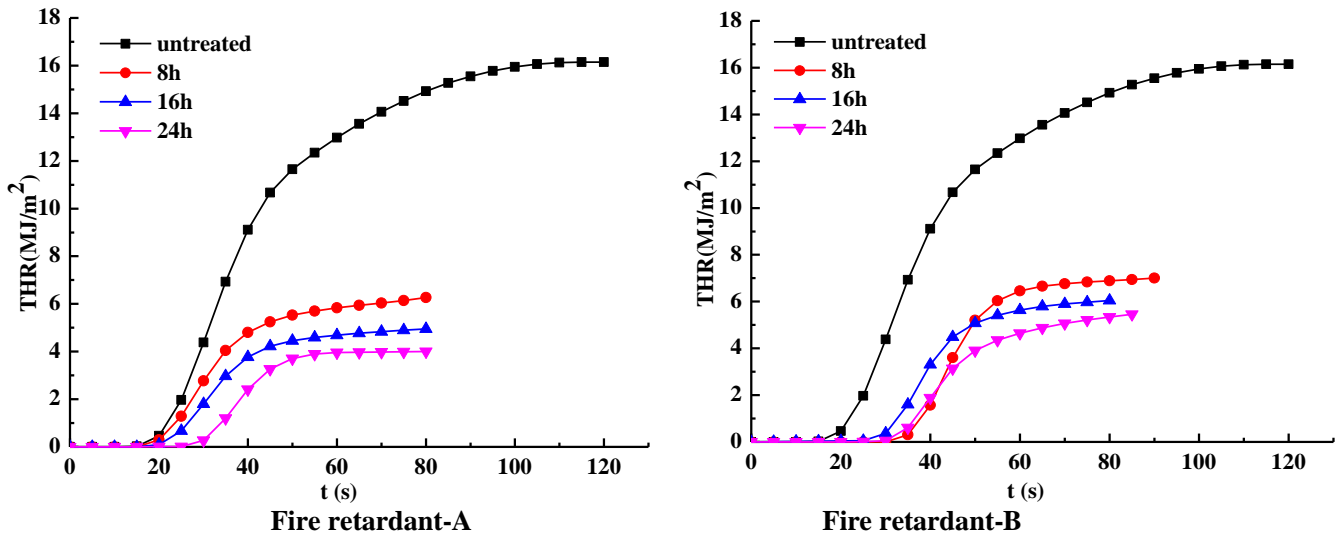 18
16
14
12
10
8
6
4
2
0
THR(MJ/m²)
untreated
8h
16h
24h
0 20 40 60 80 100 120
t (s)
Fire retardant-A
18
16
14
12
10
8
6
4
2
0
THR(MJ/m²)
untreated
8h
16h
24h
0 20 40 60 80 100 120
t (s)
Fire retardant-B